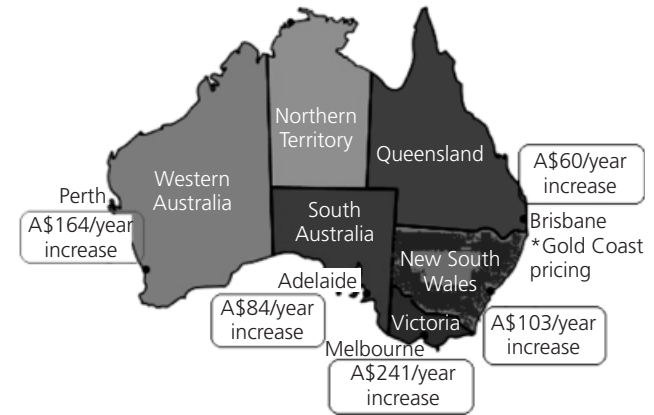 Northern
Territory
Queensland
A$60/year
increase
Western
Australia
Perth
A$164/year
increase
South
Australia
Brisbane
*Gold Coast
pricing
New South
Wales
Adelaide
A$84/year
increase
Victoria
A$103/year
increase
Melbourne
A$241/year
increase